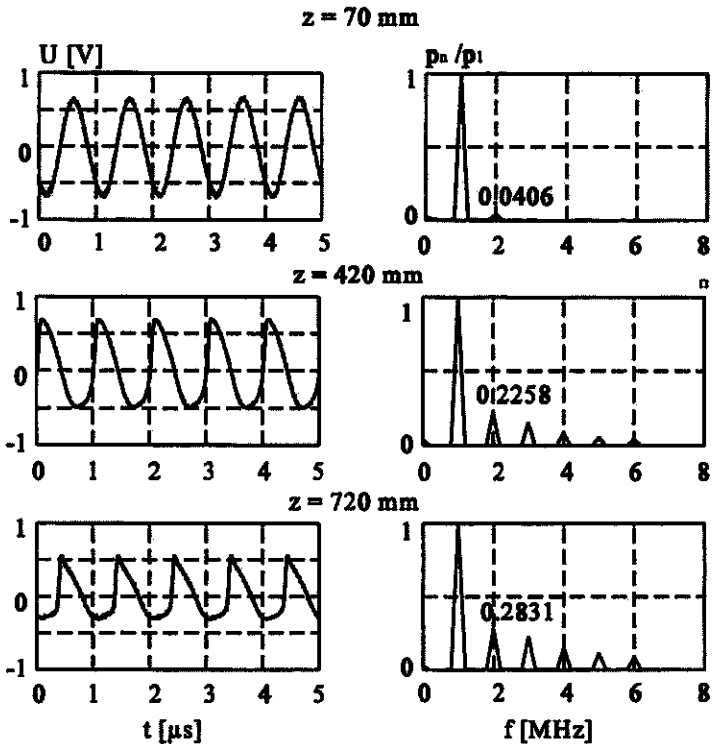 z = 70 mm
U [V]
pn /p1
1
0
-1
0 1 2 3 4 5
1
0.0406
0
0 2 4 6 8
z = 420 mm
1
0
-1
0 1 2 3 4 5
n
1
0.2258
0
0 2 4 6 8
z = 720 mm
1
0
-1
0 1 2 3 4 5
t [μs]
1
0.2831
0
0 2 4 6 8
f [MHz]